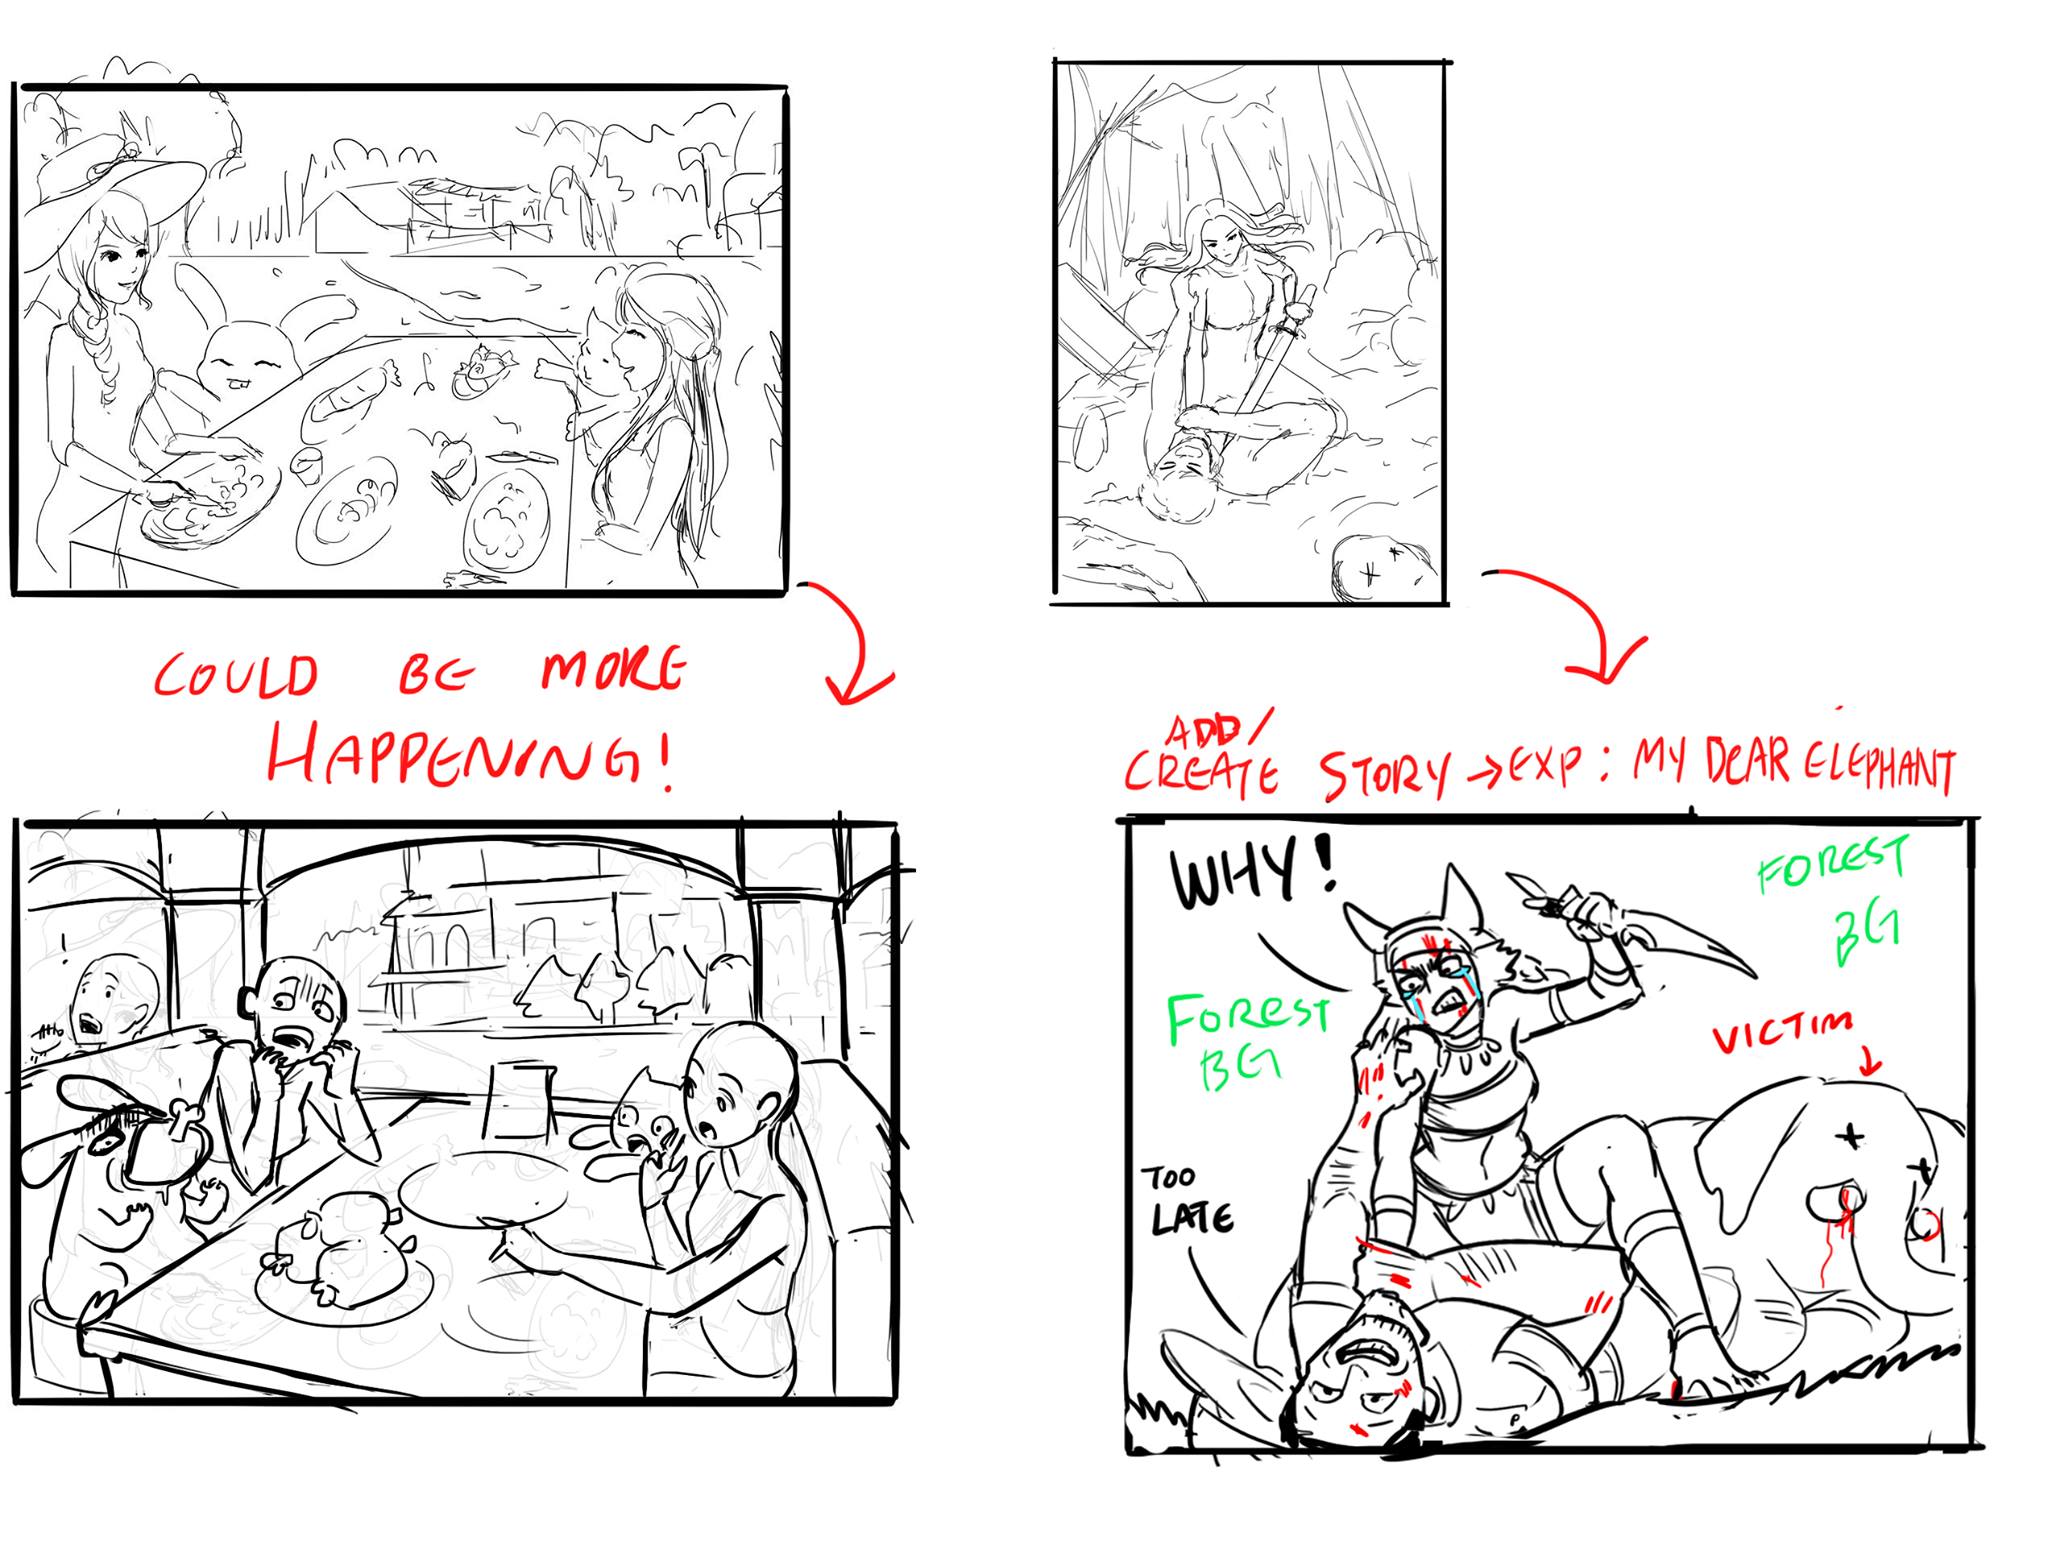 COULD BE MORE
HAPPENING!
ADD/
CREATE STORY → EXP : MY DEAR ELEPHANT
WHY!
FOREST
BG
FOREST
BG
VICTIM
TOO
LATE
!